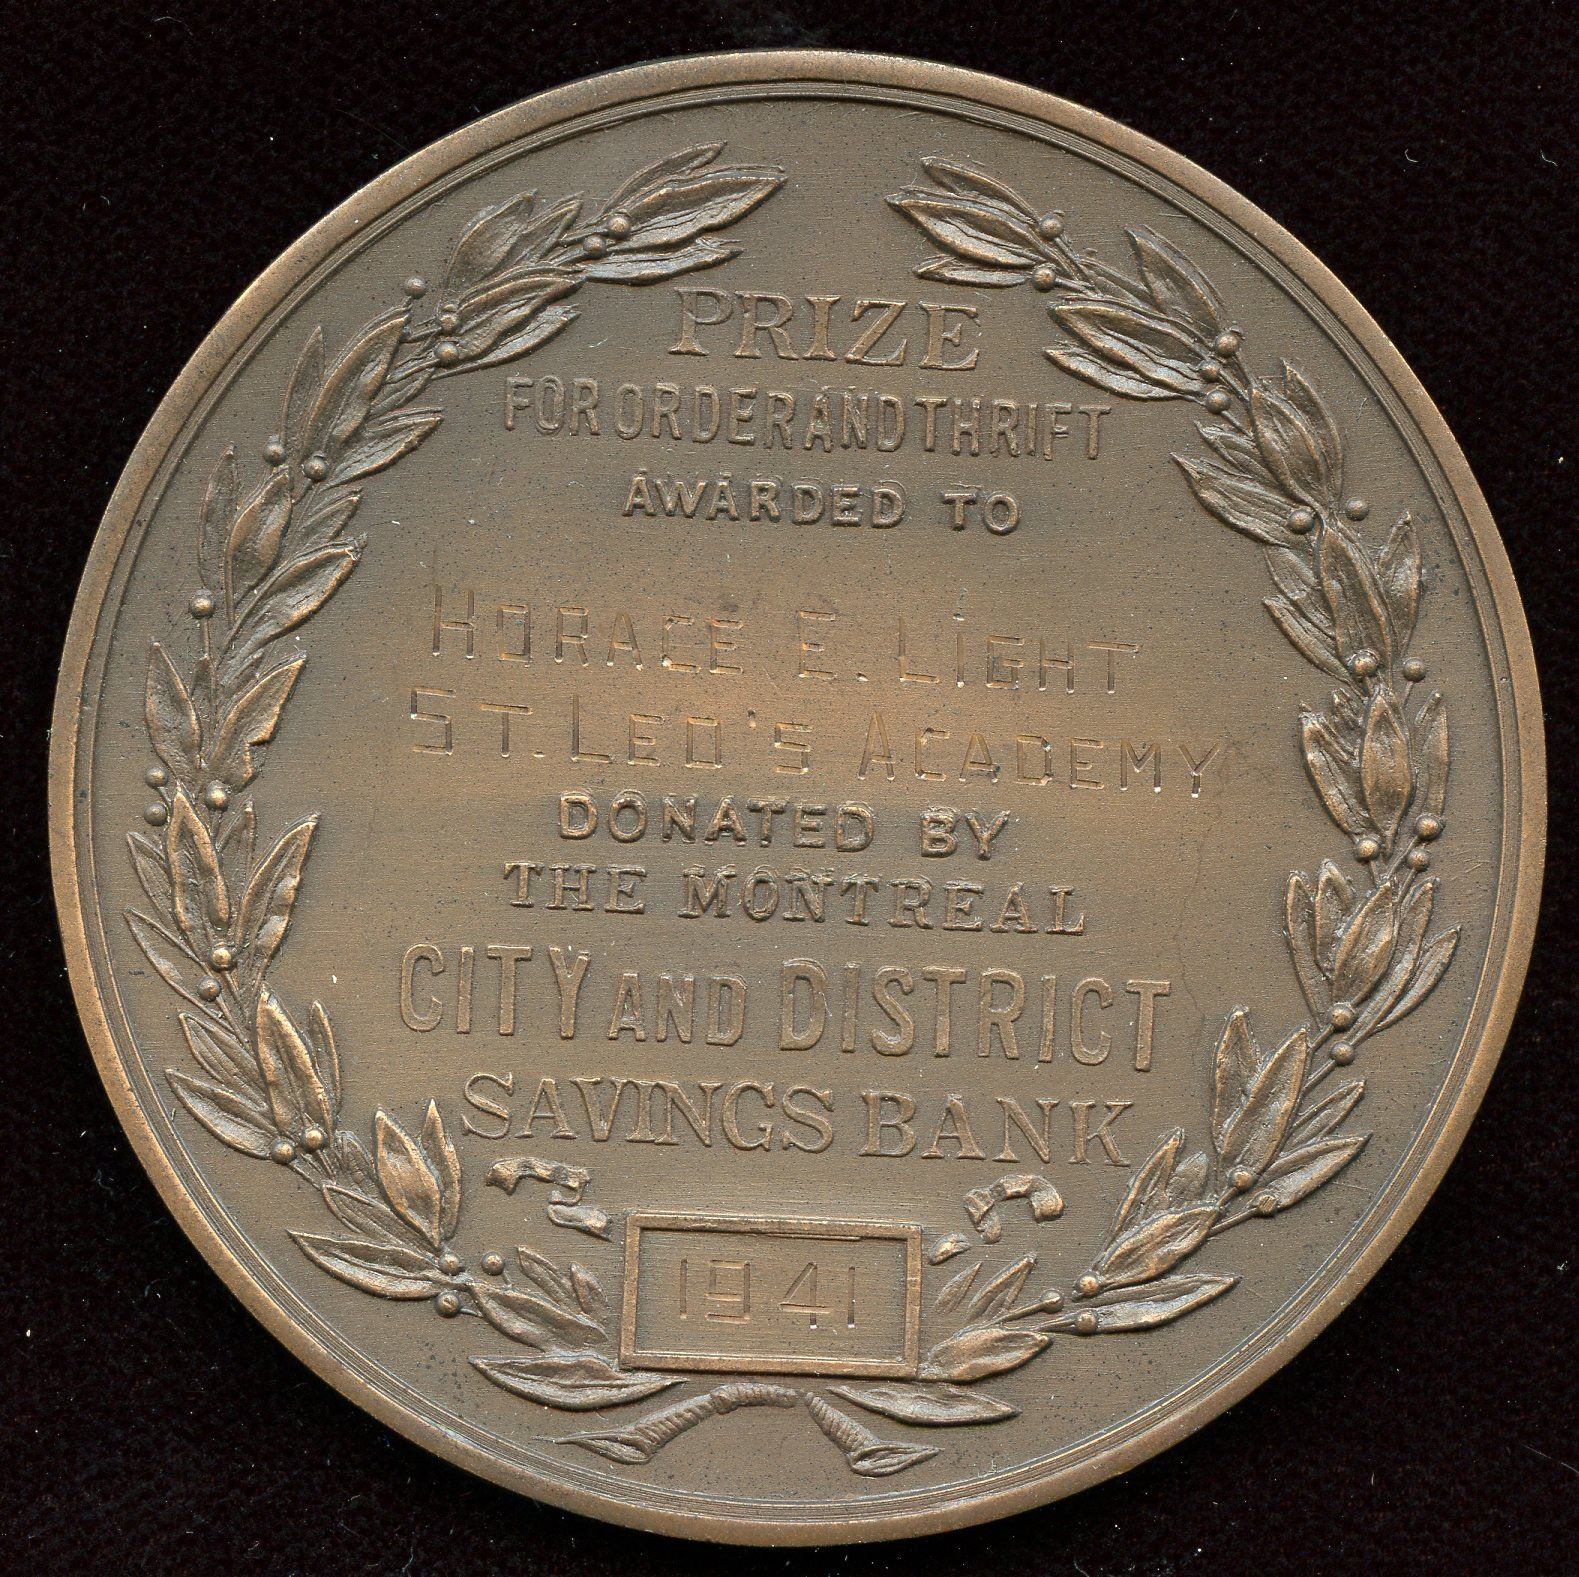 PRIZE
FOR ORDER AND THRIFT
AWARDED TO
HORACE E. LIGHT
ST. LEO'S ACADEMY
DONATED BY
THE MONTREAL
CITY AND DISTRICT
SAVINGS BANK
1941